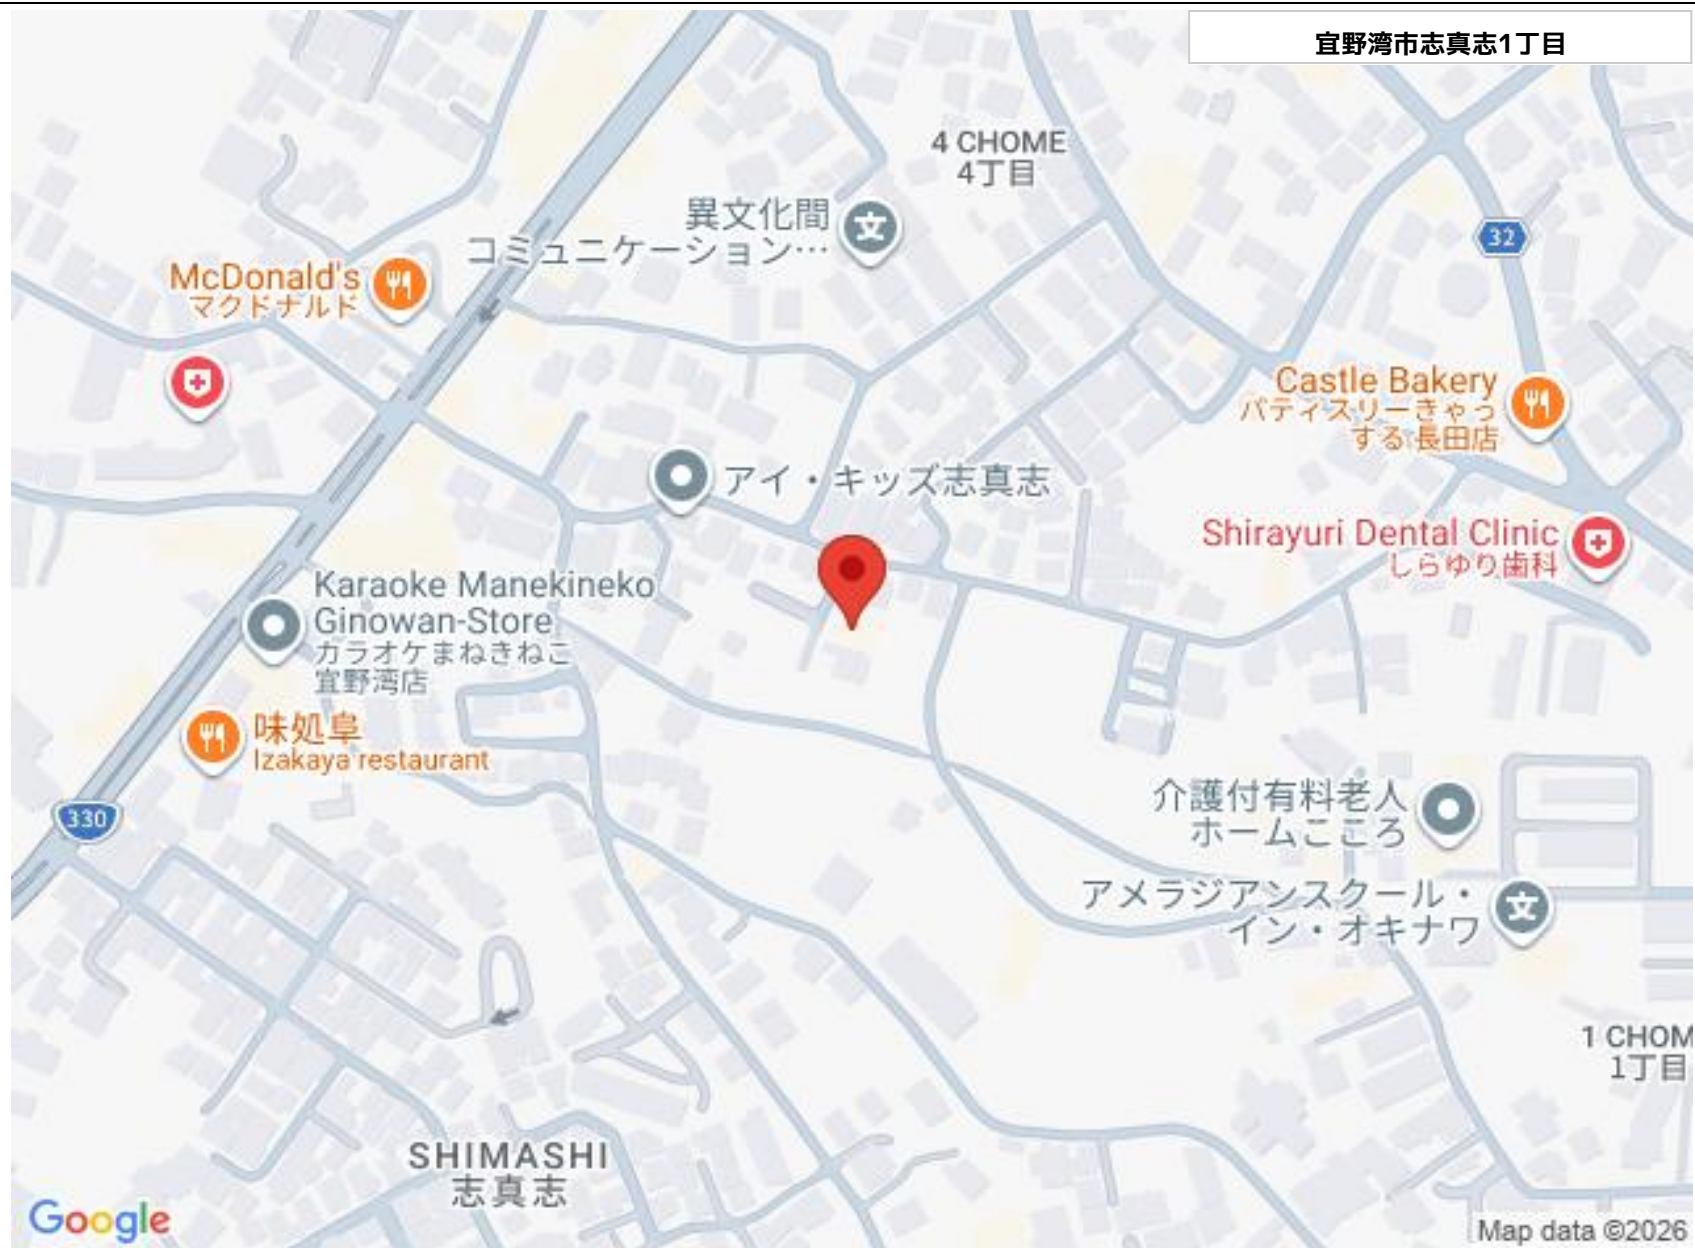 宜野湾市志真志1丁目
4 CHOME
4丁目
異文化間
コミュニケーション…
32
McDonald's
マクドナルド
Castle Bakery
パティスリーきゃっ
する 長田店
アイ・キッズ志真志
Shirayuri Dental Clinic
しらゆり歯科
Karaoke Manekineko
Ginowan-Store
カラオケまねきねこ
宜野湾店
味処阜
Izakaya restaurant
330
介護付有料老人
ホームこころ
アメラジアンスクール・
イン・オキナワ
1 CHOM
1丁目
SHIMASHI
志真志
Google
Map data ©2026